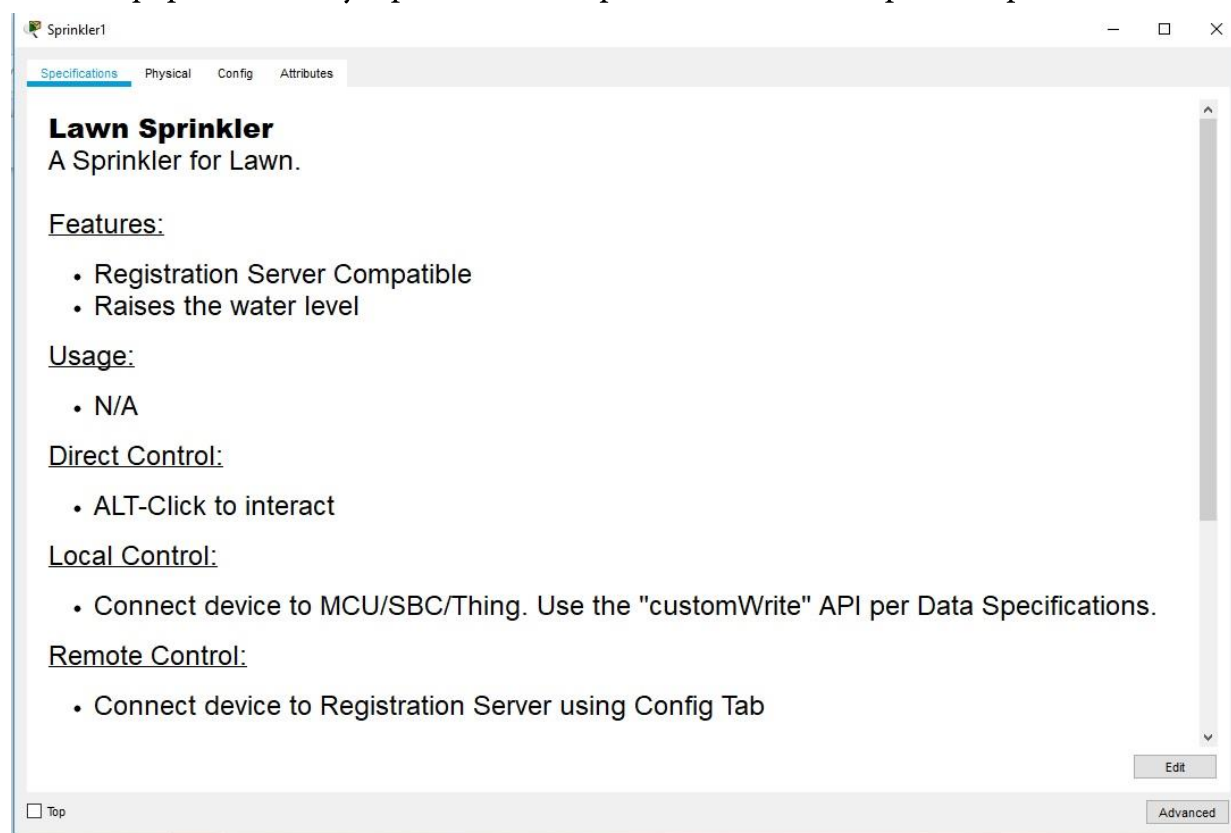 Sprinkler1
Specifications Physical Config Attributes
Lawn Sprinkler
A Sprinkler for Lawn.
Features:
• Registration Server Compatible
• Raises the water level
Usage:
• N/A
Direct Control:
• ALT-Click to interact
Local Control:
• Connect device to MCU/SBC/Thing. Use the "customWrite" API per Data Specifications.
Remote Control:
• Connect device to Registration Server using Config Tab
Edit
Top
Advanced